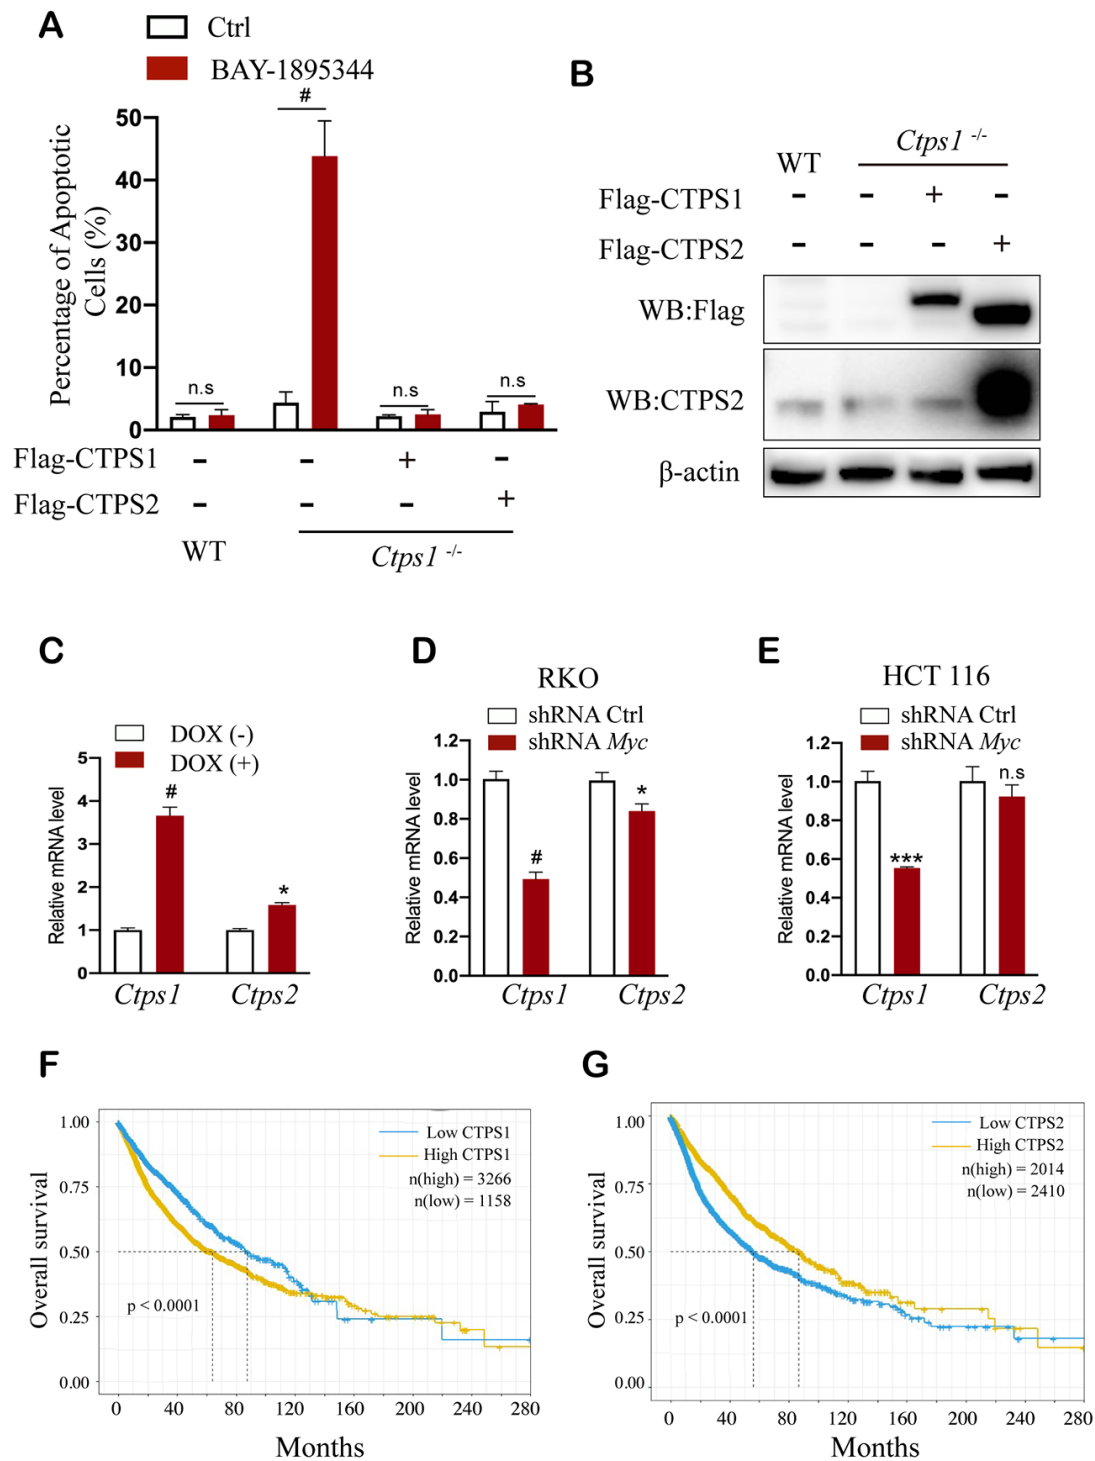 A
Ctrl
BAY-1895344
#
Percentage of Apoptotic
Cells (%)
50
40
30
20
10
0
n.s
n.s
n.s
Flag-CTPS1
- - + -
Flag-CTPS2
- - - +
WT
Ctps1 -/-
B
WT
Ctps1 -/-
Flag-CTPS1
- - + -
Flag-CTPS2
- - - +
WB:Flag
WB:CTPS2
β-actin
C
DOX (-)
DOX (+)
Relative mRNA level
5
4
3
2
1
0
#
*
Ctps1
Ctps2
D
RKO
shRNA Ctrl
shRNA Myc
Relative mRNA level
1.2
1.0
0.8
0.6
0.4
0.2
0.0
#
*
Ctps1
Ctps2
E
HCT 116
shRNA Ctrl
shRNA Myc
Relative mRNA level
1.2
1.0
0.8
0.6
0.4
0.2
0.0
***
n.s
Ctps1
Ctps2
F
Overall survival
1.00
0.75
0.50
0.25
0.00
Low CTPS1
High CTPS1
n(high) = 3266
n(low) = 1158
p < 0.0001
0 40 80 120 160 200 240 280
Months
G
Overall survival
1.00
0.75
0.50
0.25
0.00
Low CTPS2
High CTPS2
n(high) = 2014
n(low) = 2410
p < 0.0001
0 40 80 120 160 200 240 280
Months